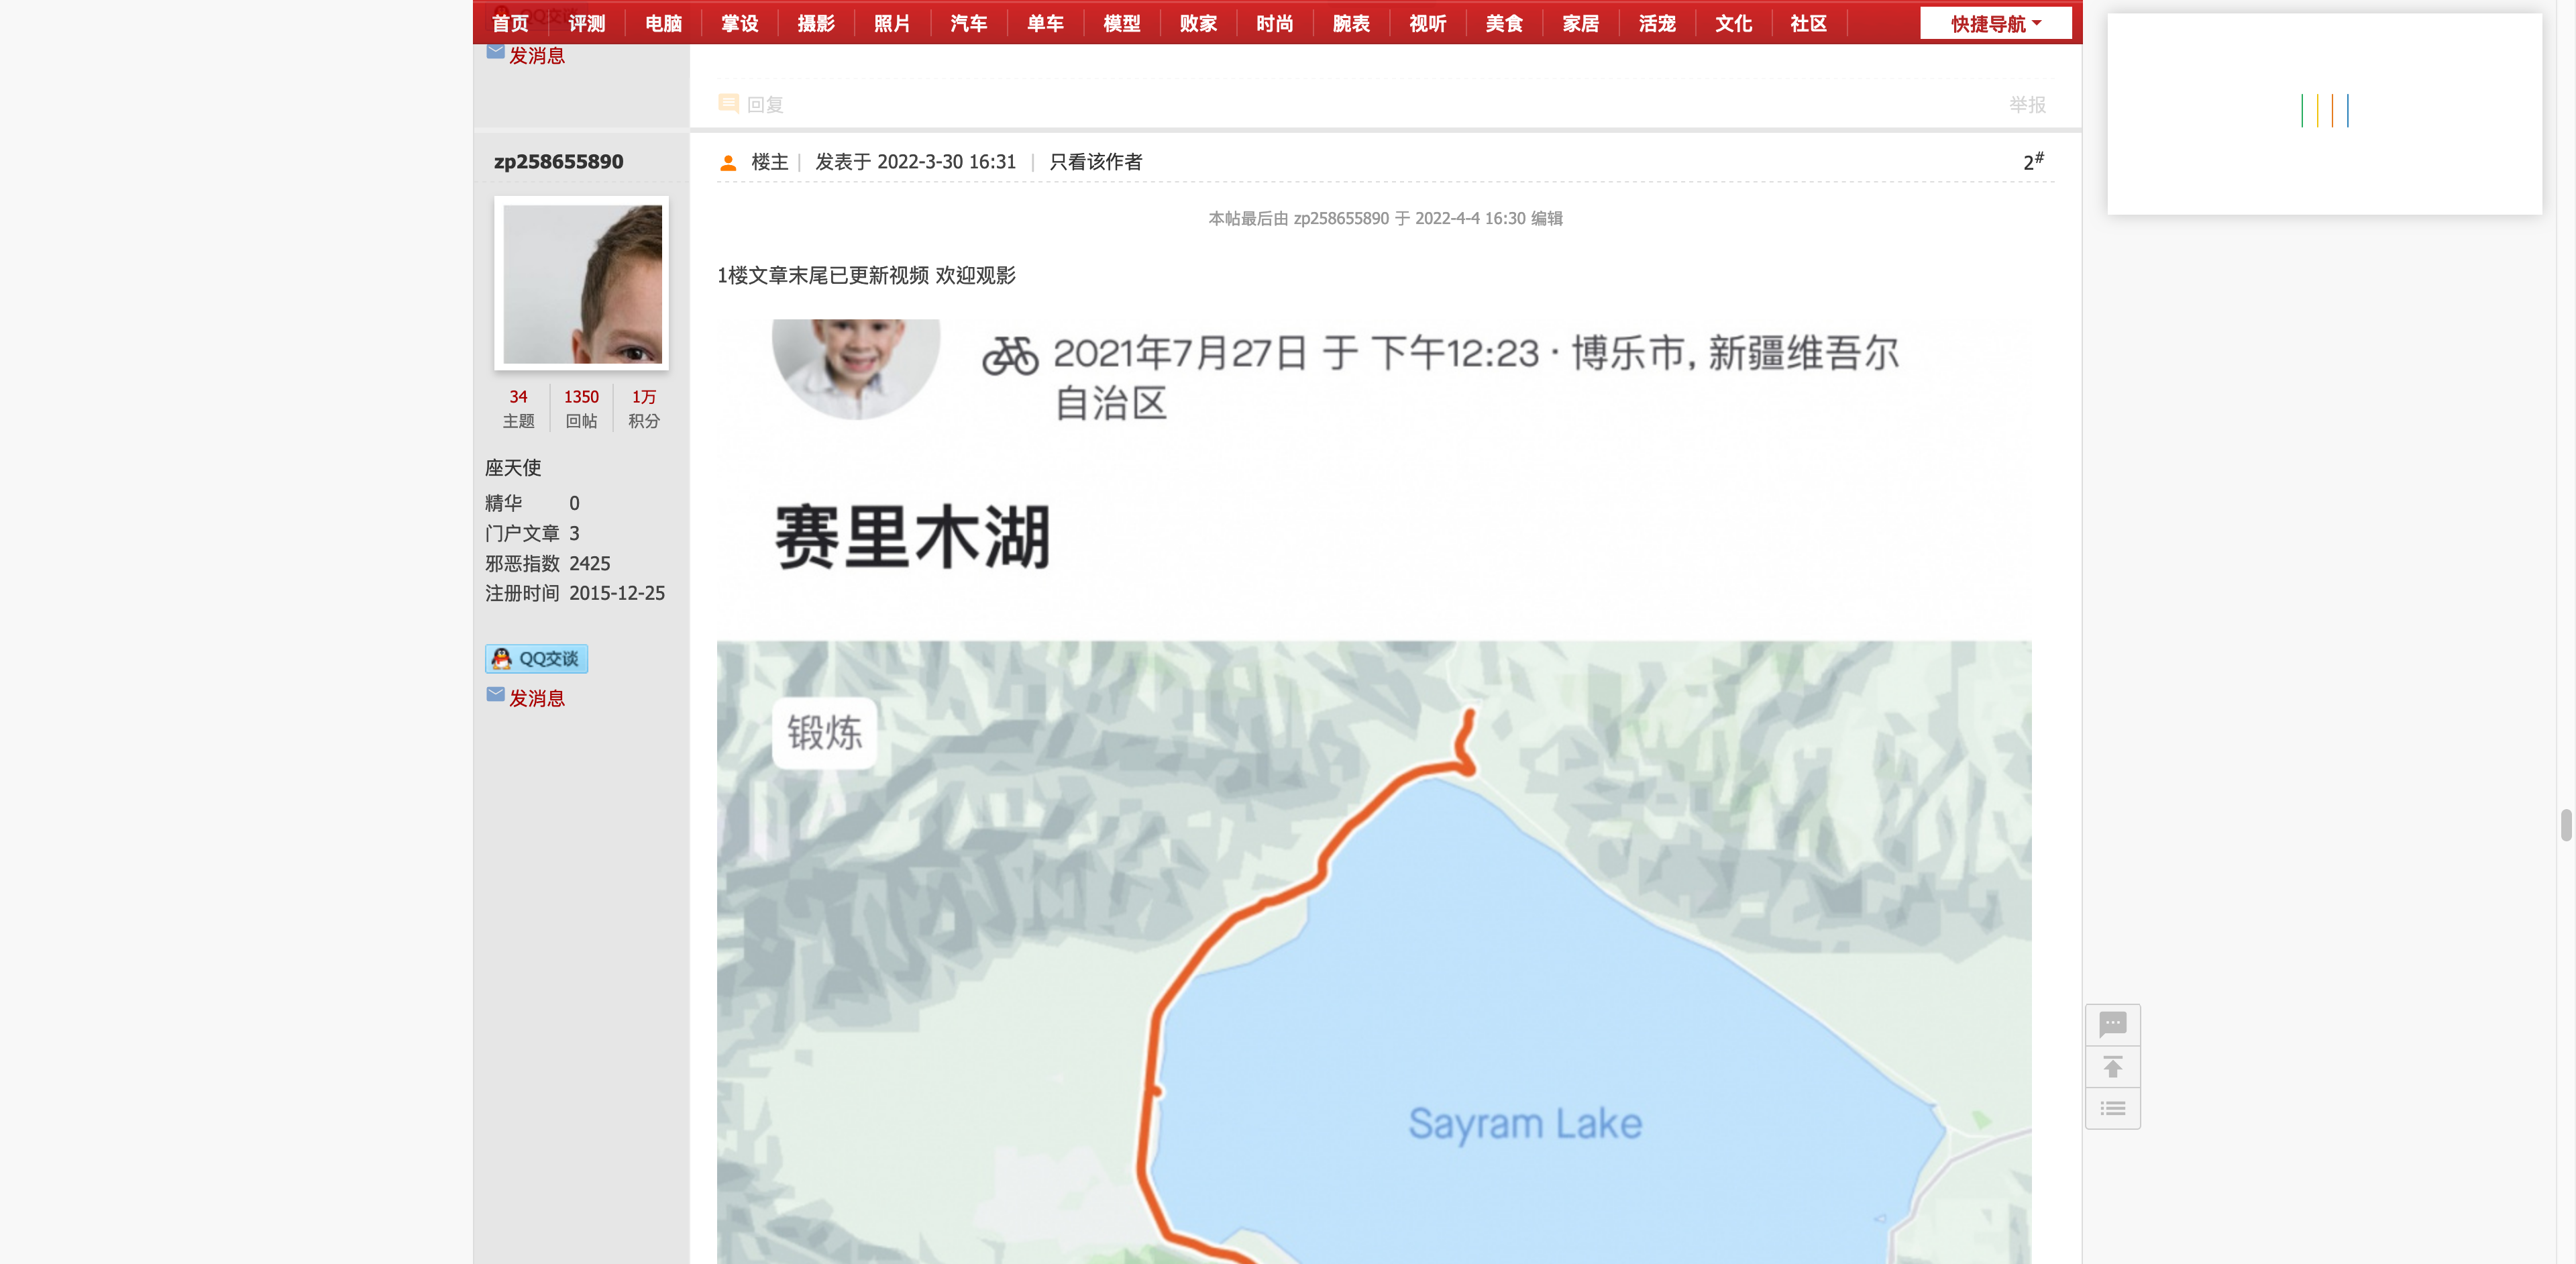 首页 评测 电脑 掌设 摄影 照片 汽车 单车 模型 败家 时尚 腕表 视听 美食 家居 活宠 文化 社区 快捷导航
发消息
回复 举报
zp258655890
楼主 | 发表于 2022-3-30 16:31 | 只看该作者 2#
本帖最后由 zp258655890 于 2022-4-4 16:30 编辑
1楼文章末尾已更新视频 欢迎观影
34 1350 1万
主题 回帖 积分
座天使
精华 0
门户文章 3
邪恶指数 2425
注册时间 2015-12-25
QQ交谈
发消息
2021年7月27日 于 下午12:23 · 博乐市, 新疆维吾尔
自治区
赛里木湖
锻炼
Sayram Lake